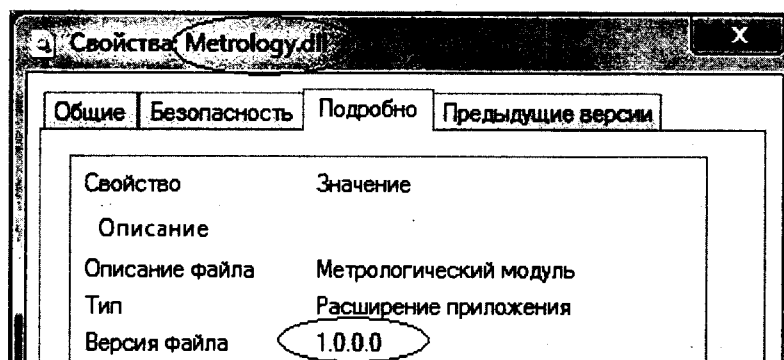 Свойства: Metrology.dll
X
Общие Безопасность Подробно Предыдущие версии
Свойство Значение
Описание
Описание файла Метрологический модуль
Тип Расширение приложения
Версия файла 1.0.0.0